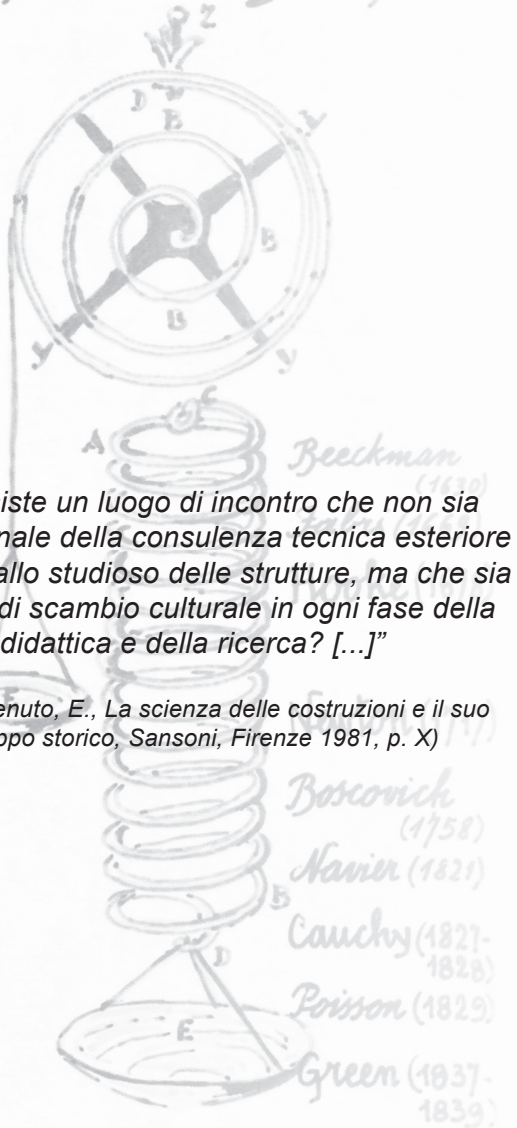 Z
D
B
y
B
B
y
y
C
A
Beeckman
(1630)
iste un luogo di incontro che non sia
nale della consulenza tecnica esteriore
allo studioso delle strutture, ma che sia
di scambio culturale in ogni fase della
didattica e della ricerca? [...]”
enuto, E., La scienza delle costruzioni e il suo
ppo storico, Sansoni, Firenze 1981, p. X)
F
Boscovich
(1758)
Navier (1821)
B
Cauchy (1827-
1828)
D
Poisson (1829)
E
Green (1837-
1839)